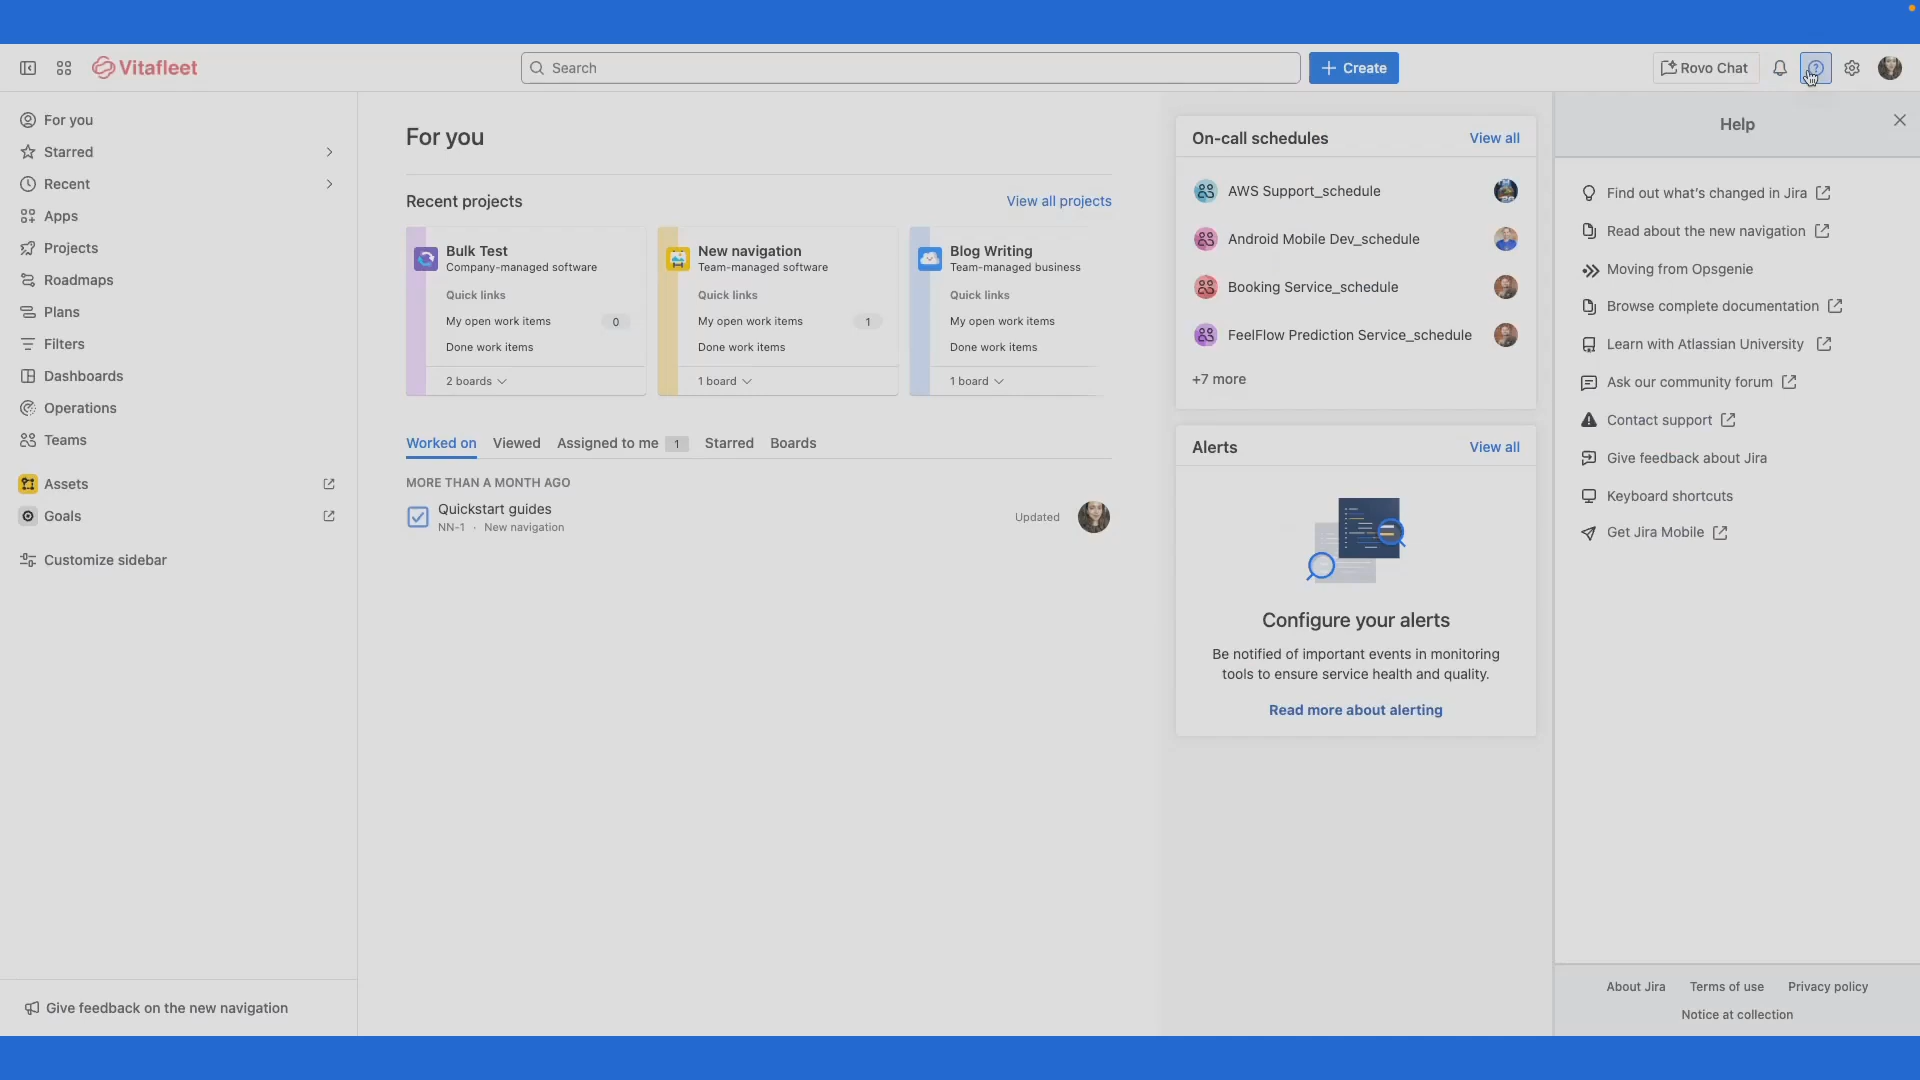 Vitafleet
Search
Create
Rovo Chat
For you
Starred
Recent
Apps
Projects
Roadmaps
Plans
Filters
Dashboards
Operations
Teams
Assets
Goals
Customize sidebar
Give feedback on the new navigation
For you
Recent projects
View all projects
Bulk Test
Company-managed software
Quick links
My open work items 0
Done work items
2 boards
New navigation
Team-managed software
Quick links
My open work items 1
Done work items
1 board
Blog Writing
Team-managed business
Quick links
My open work items
Done work items
1 board
Worked on Viewed Assigned to me 1 Starred Boards
MORE THAN A MONTH AGO
Quickstart guides
NN-1 · New navigation
Updated
On-call schedules
View all
AWS Support_schedule
Android Mobile Dev_schedule
Booking Service_schedule
FeelFlow Prediction Service_schedule
+7 more
Alerts
View all
Configure your alerts
Be notified of important events in monitoring
tools to ensure service health and quality.
Read more about alerting
Help
Find out what's changed in Jira
Read about the new navigation
Moving from Opsgenie
Browse complete documentation
Learn with Atlassian University
Ask our community forum
Contact support
Give feedback about Jira
Keyboard shortcuts
Get Jira Mobile
About Jira Terms of use Privacy policy
Notice at collection